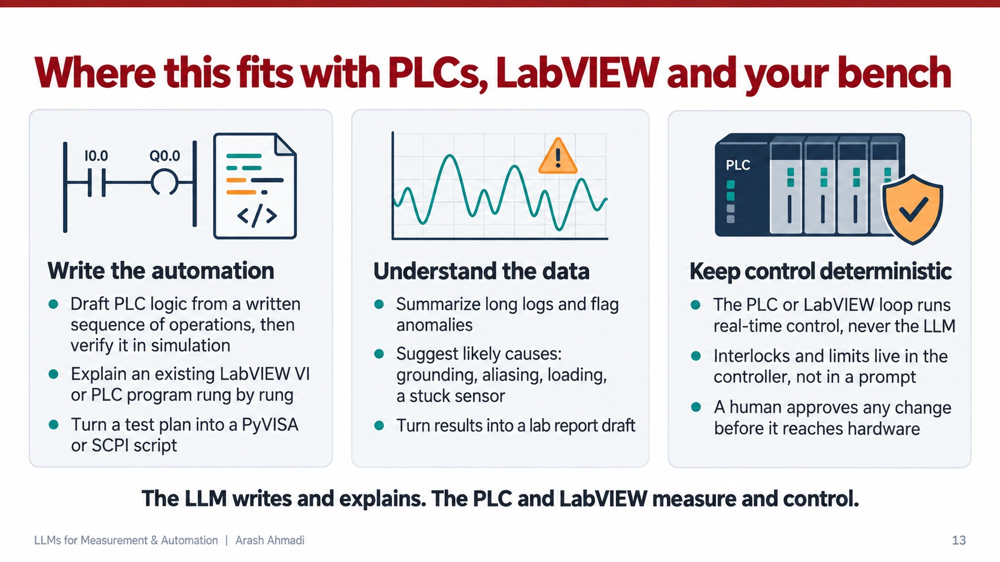 Where this fits with PLCs, LabVIEW and your bench
I0.0
Q0.0
</>
Write the automation
Draft PLC logic from a written
sequence of operations, then
verify it in simulation
Explain an existing LabVIEW VI
or PLC program rung by rung
Turn a test plan into a PyVISA
or SCPI script
Understand the data
Summarize long logs and flag
anomalies
Suggest likely causes:
grounding, aliasing, loading,
a stuck sensor
Turn results into a lab report draft
PLC
Keep control deterministic
The PLC or LabVIEW loop runs
real-time control, never the LLM
Interlocks and limits live in the
controller, not in a prompt
A human approves any change
before it reaches hardware
The LLM writes and explains. The PLC and LabVIEW measure and control.
LLMs for Measurement & Automation | Arash Ahmadi
13